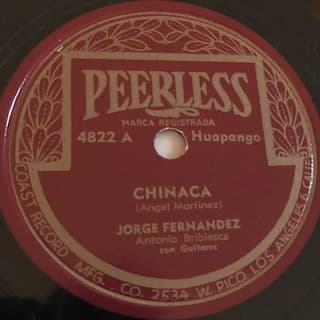 PEERLESS
MARCA REGISTRADA
4822 A Huapango
CHINACA
(Angel Martinez)
JORGE FERNANDEZ
Antonio Bribiesca
con Guitarra
COAST RECORD MFG. CO. 2534 W. PICO LOS ANGELES 6, CALIF.